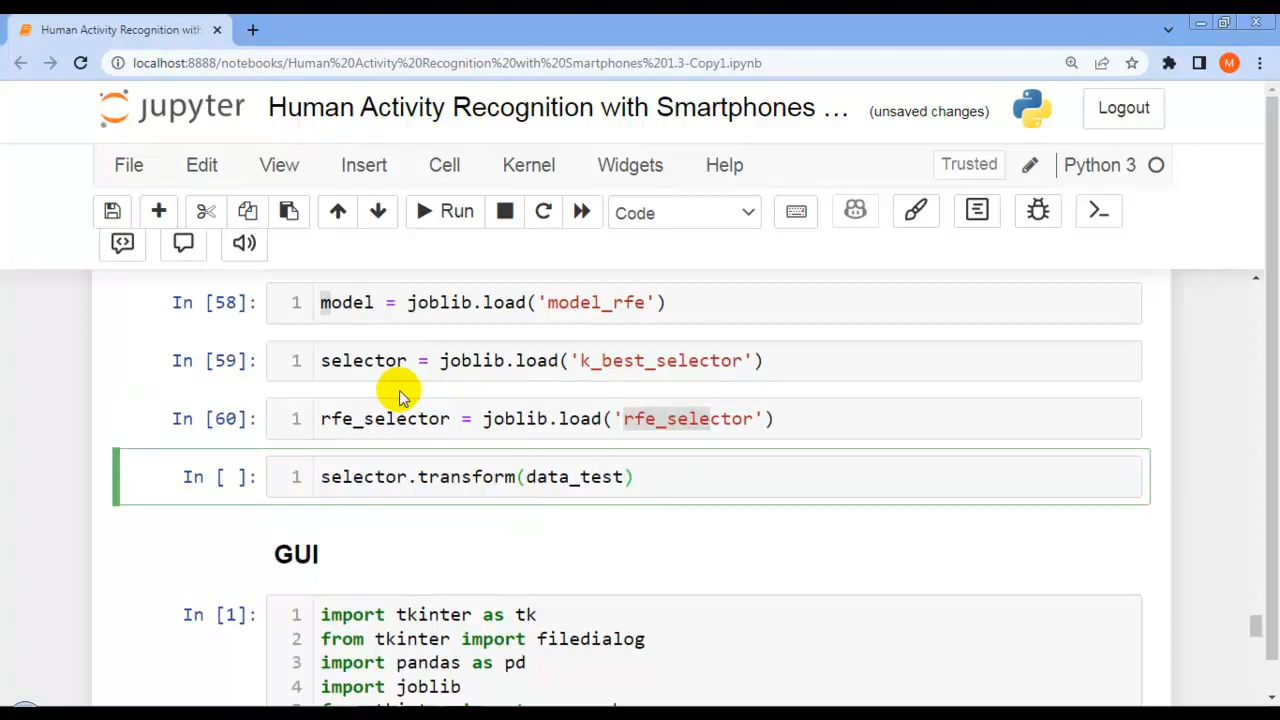 Human Activity Recognition with
localhost:8888/notebooks/Human%20Activity%20Recognition%20with%20Smartphones%201.3-Copy1.ipynb
M
jupyter Human Activity Recognition with Smartphones ... (unsaved changes)
Logout
File Edit View Insert Cell Kernel Widgets Help Trusted Python 3
Run Code
In [58]: 1 model = joblib.load('model_rfe')
In [59]: 1 selector = joblib.load('k_best_selector')
In [60]: 1 rfe_selector = joblib.load('rfe_selector')
In [ ]: 1 selector.transform(data_test)
GUI
In [1]: 1 import tkinter as tk
2 from tkinter import filedialog
3 import pandas as pd
4 import joblib